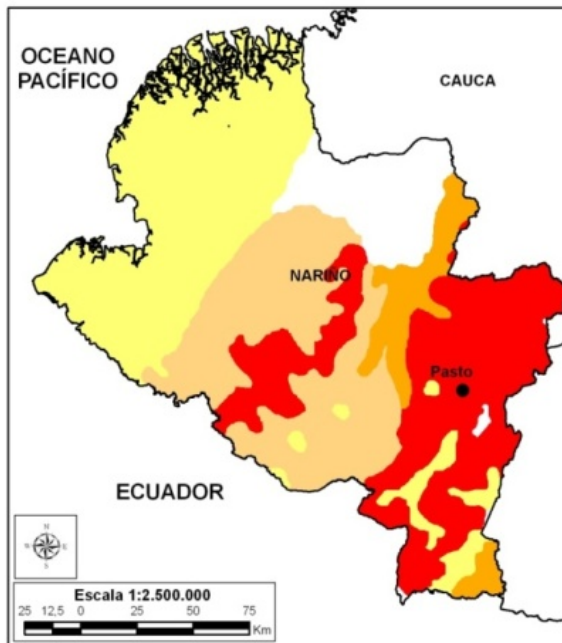 OCEANO
PACÍFICO
CAUCA
NARIÑO
Pasto
ECUADOR
N
W
E
S
Escala 1:2.500.000
25 12,5 0 25 50 75
Km